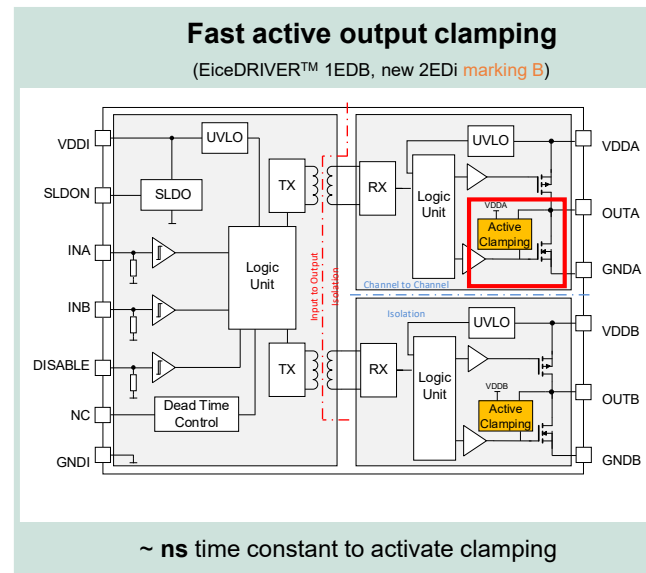 Fast active output clamping
(EiceDRIVER™ 1EDB, new 2EDi marking B)
VDDI
SLDON
INA
INB
DISABLE
NC
GNDI
UVLO
SLDO
TX
Logic
Unit
TX
Dead Time
Control
Input to Output
Isolation
RX
UVLO
Logic
Unit
VDDA
Active
Clamping
Channel to Channel
Isolation
RX
UVLO
Logic
Unit
VDDB
Active
Clamping
VDDA
OUTA
GNDA
VDDB
OUTB
GNDB
~ ns time constant to activate clamping